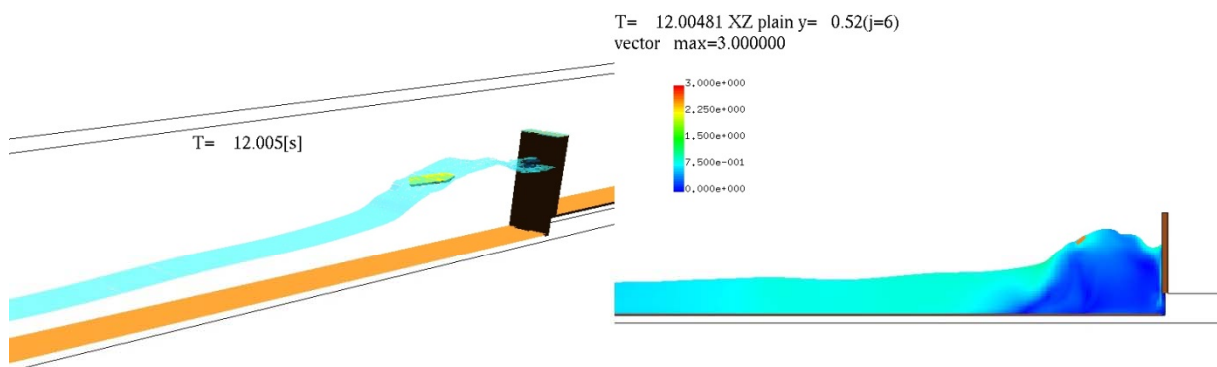 T= 12.005[s]
T= 12.00481 XZ plain y= 0.52(j=6)
vector max=3.000000
3.000e+000
2.250e+000
1.500e+000
7.500e-001
0.000e+000